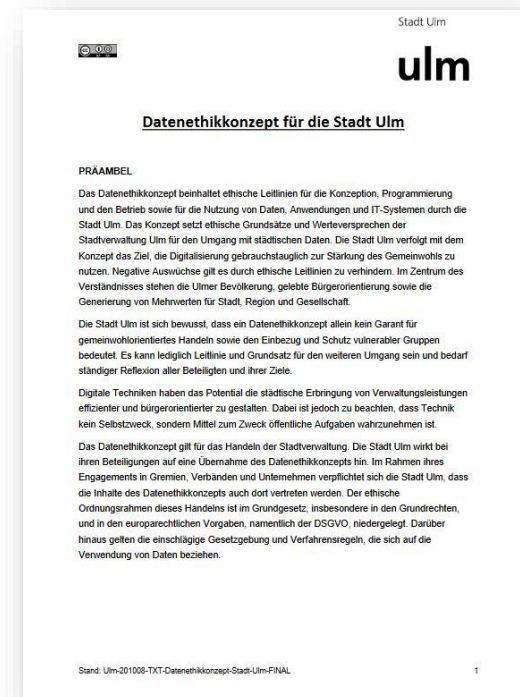 Stadt Ulm
ulm
Datenethikkonzept für die Stadt Ulm
PRÄAMBEL
Das Datenethikkonzept beinhaltet ethische Leitlinien für die Konzeption, Programmierung
und den Betrieb sowie für die Nutzung von Daten, Anwendungen und IT-Systemen durch die
Stadt Ulm. Das Konzept setzt ethische Grundsätze und Werteversprechen der
Stadtverwaltung Ulm für den Umgang mit städtischen Daten. Die Stadt Ulm verfolgt mit dem
Konzept das Ziel, die Digitalisierung gebrauchstauglich zur Stärkung des Gemeinwohls zu
nutzen. Negative Auswüchse gilt es durch ethische Leitlinien zu verhindern. Im Zentrum des
Verständnisses stehen die Ulmer Bevölkerung, gelebte Bürgerorientierung sowie die
Generierung von Mehrwerten für Stadt, Region und Gesellschaft.
Die Stadt Ulm ist sich bewusst, dass ein Datenethikkonzept allein kein Garant für
gemeinwohlorientiertes Handeln sowie den Einbezug und Schutz vulnerabler Gruppen
bedeutet. Es kann lediglich Leitlinie und Grundsatz für den weiteren Umgang sein und bedarf
ständiger Reflexion aller Beteiligten und ihrer Ziele.
Digitale Techniken haben das Potential die städtische Erbringung von Verwaltungsleistungen
effizienter und bürgerorientierter zu gestalten. Dabei ist jedoch zu beachten, dass Technik
kein Selbstzweck, sondern Mittel zum Zweck öffentliche Aufgaben wahrzunehmen ist.
Das Datenethikkonzept gilt für das Handeln der Stadtverwaltung. Die Stadt Ulm wirkt bei
ihren Beteiligungen auf eine Übernahme des Datenethikkonzepts hin. Im Rahmen ihres
Engagements in Gremien, Verbänden und Unternehmen verpflichtet sich die Stadt Ulm, dass
die Inhalte des Datenethikkonzepts auch dort vertreten werden. Der ethische
Ordnungsrahmen dieses Handelns ist im Grundgesetz, insbesondere in den Grundrechten,
und in den europarechtlichen Vorgaben, namentlich der DSGVO, niedergelegt. Darüber
hinaus gelten die einschlägige Gesetzgebung und Verfahrensregeln, die sich auf die
Verwendung von Daten beziehen.
Stand: Ulm-201008-TXT-Datenethikkonzept-Stadt-Ulm-FINAL 1